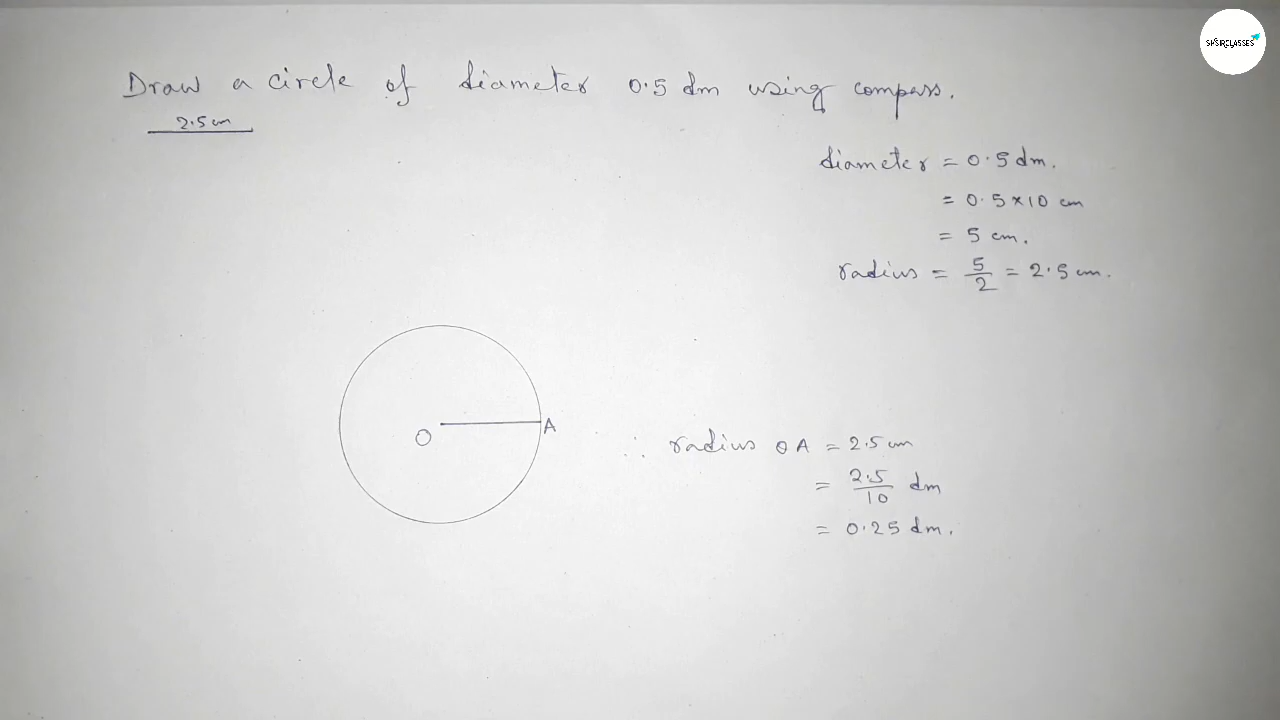 SKSIRCLASSES
Draw a circle of diameter 0.5 dm using compass.
2.5 cm
diameter = 0.5 dm.
= 0.5 × 10 cm
= 5 cm.
radius = 5/2 = 2.5 cm.
O
A
∴ radius OA = 2.5 cm
= 2.5/10 dm
= 0.25 dm.